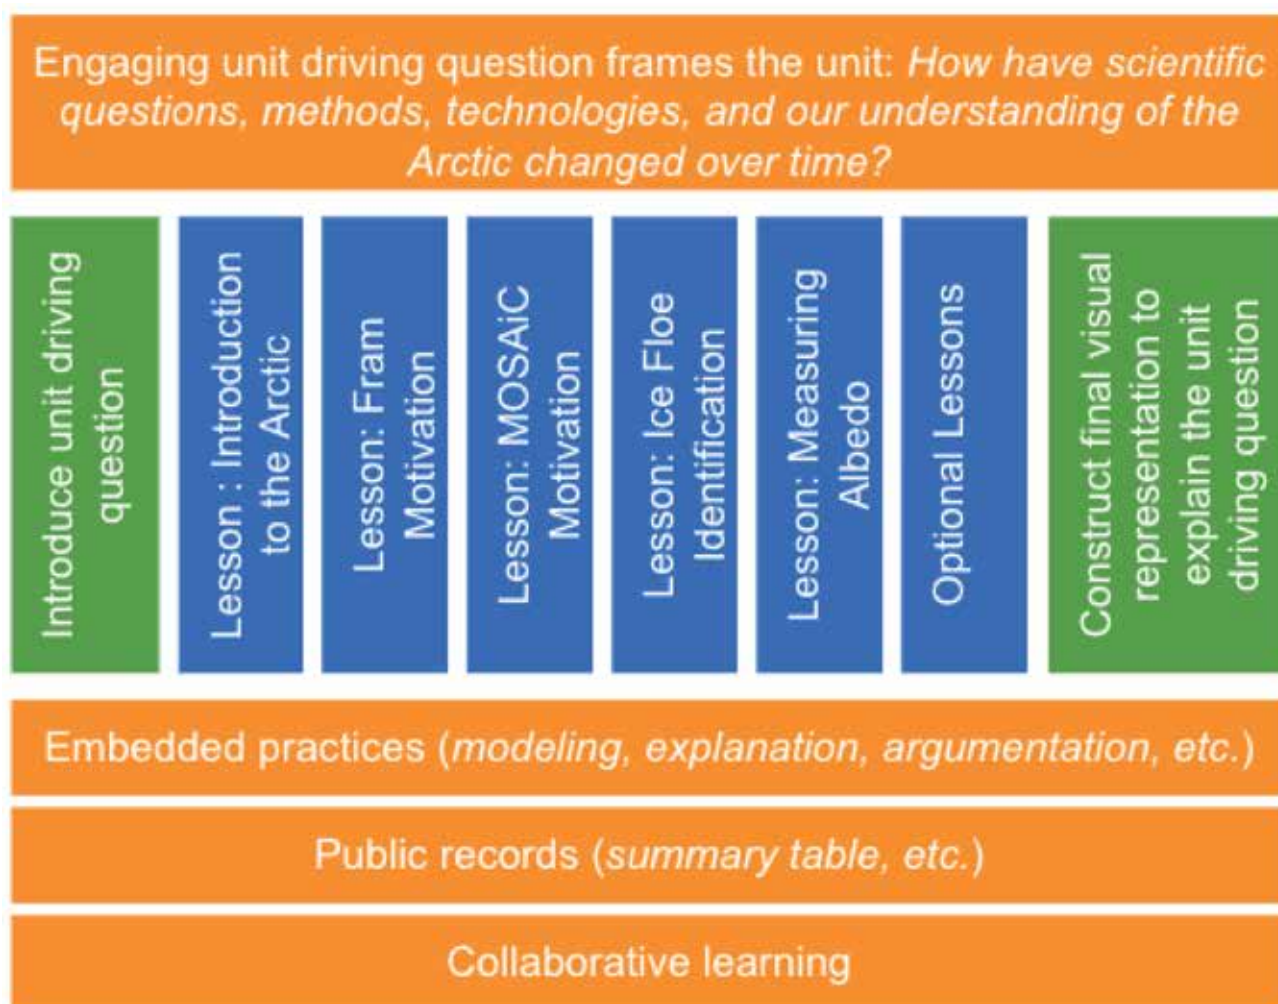 Engaging unit driving question frames the unit: How have scientific
questions, methods, technologies, and our understanding of the
Arctic changed over time?
Introduce unit driving
question
Lesson : Introduction
to the Arctic
Lesson: Fram
Motivation
Lesson: MOSAiC
Motivation
Lesson: Ice Floe
Identification
Lesson: Measuring
Albedo
Optional Lessons
Construct final visual
representation to
explain the unit
driving question
Embedded practices (modeling, explanation, argumentation, etc.)
Public records (summary table, etc.)
Collaborative learning